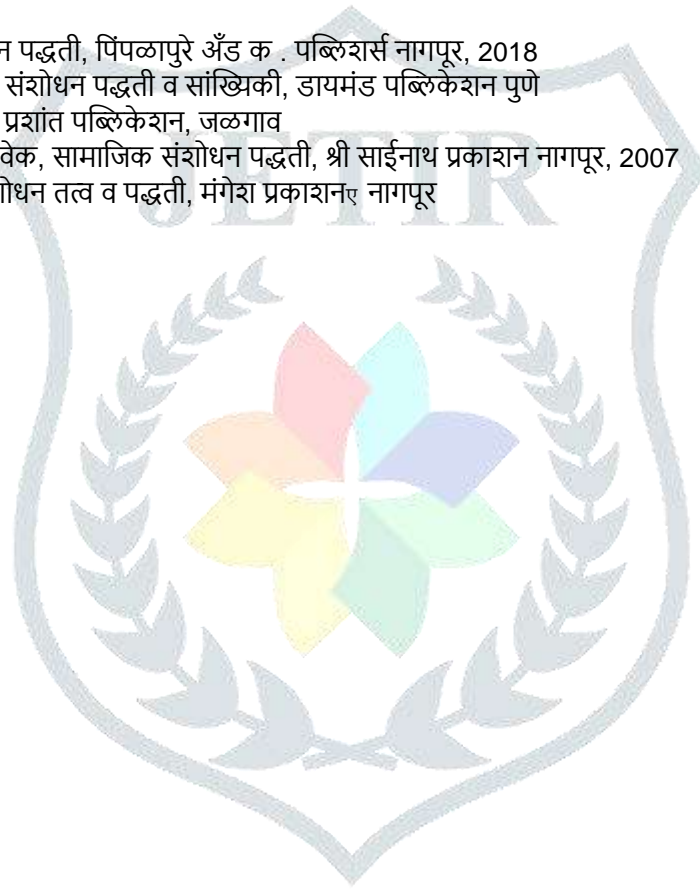 न पद्धती, पिंपळापुरे अँड क . पब्लिशर्स नागपूर, 2018
संशोधन पद्धती व सांख्यिकी, डायमंड पब्लिकेशन पुणे
प्रशांत पब्लिकेशन, जळगाव
वेक, सामाजिक संशोधन पद्धती, श्री साईनाथ प्रकाशन नागपूर, 2007
ोधन तत्व व पद्धती, मंगेश प्रकाशनए नागपूर
JETIR